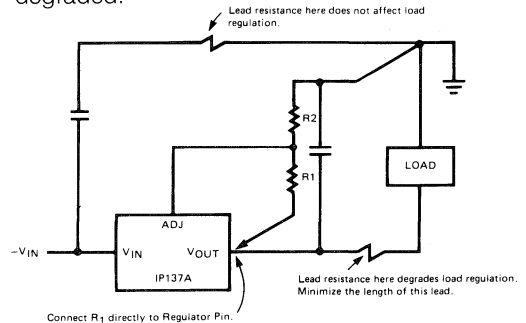 degraded.
Lead resistance here does not affect load
regulation.
R2
R1
LOAD
ADJ
–VIN
VIN
VOUT
IP137A
Lead resistance here degrades load regulation.
Minimize the length of this lead.
Connect R1 directly to Regulator Pin.